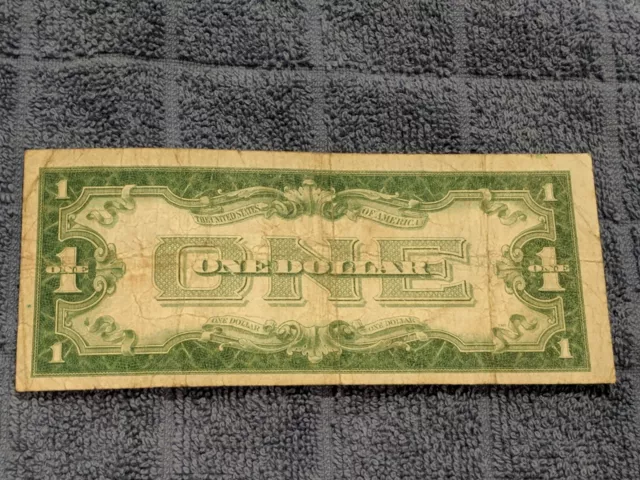 1 1
THE UNITED STATES OF AMERICA
ONE
1 ONE 1 ONE
ONE DOLLAR
ONE DOLLAR ONE DOLLAR
1 1